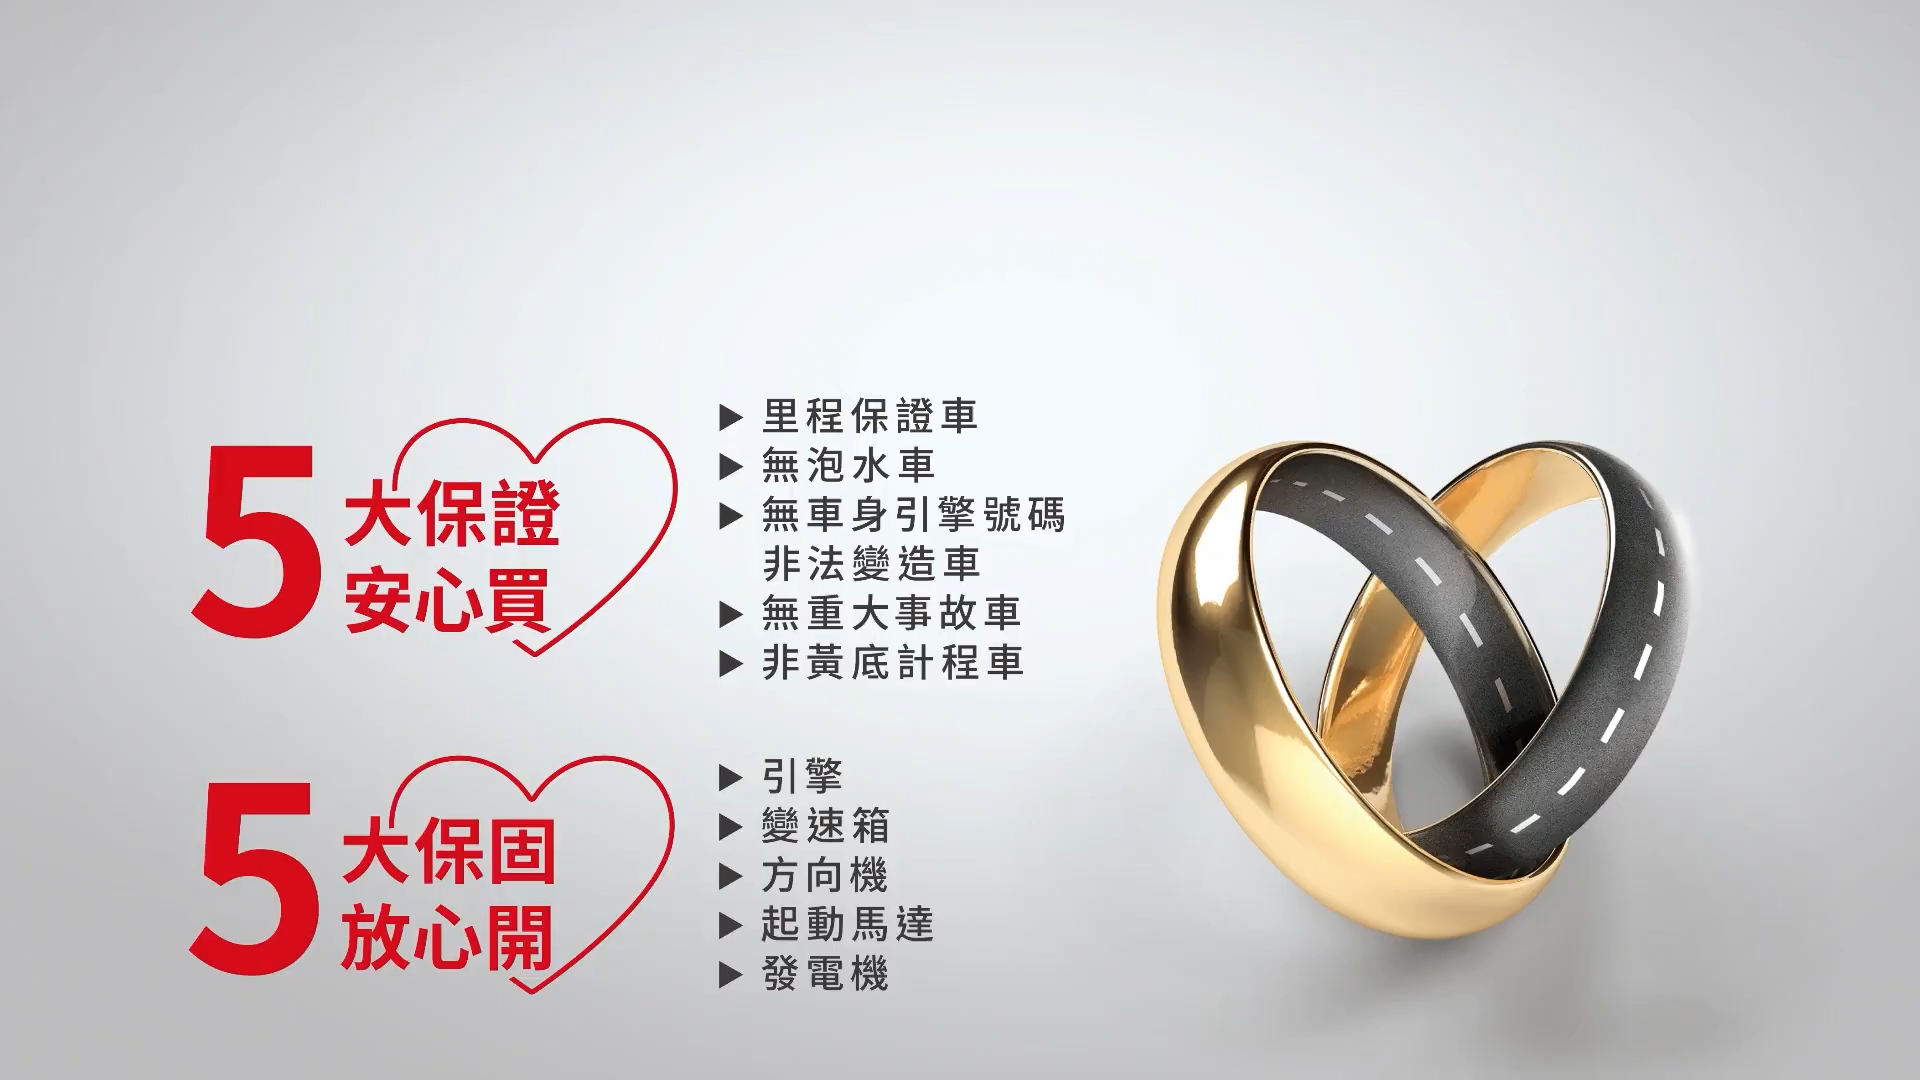 5大保證
安心買
▶ 里程保證車
▶ 無泡水車
▶ 無車身引擎號碼
非法變造車
▶ 無重大事故車
▶ 非黃底計程車
5大保固
放心開
▶ 引擎
▶ 變速箱
▶ 方向機
▶ 起動馬達
▶ 發電機